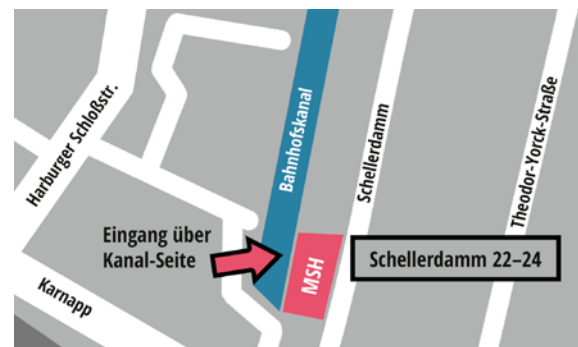 Harburger Schloßstr.
Bahnhofskanal
Schellerdamm
Theodor-Yorck-Straße
Eingang über
Kanal-Seite
MSH
Schellerdamm 22–24
Karnapp